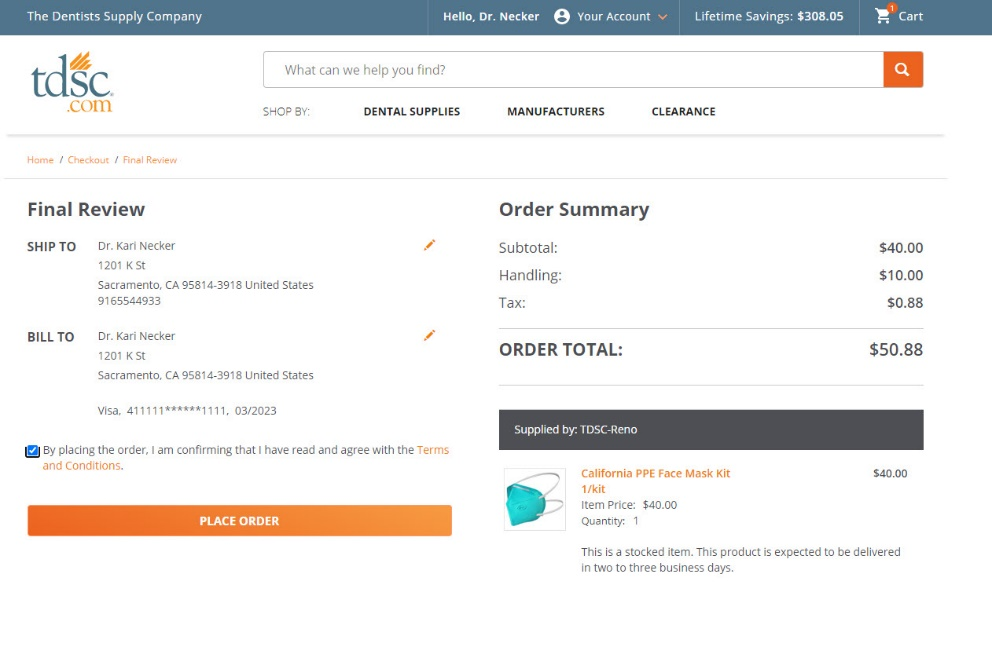 The Dentists Supply Company
Hello, Dr. Necker
Your Account
Lifetime Savings: $308.05
1
Cart
tdsc®
.com
What can we help you find?
SHOP BY:
DENTAL SUPPLIES
MANUFACTURERS
CLEARANCE
Home / Checkout / Final Review
Final Review
SHIP TO
Dr. Kari Necker
1201 K St
Sacramento, CA 95814-3918 United States
9165544933
BILL TO
Dr. Kari Necker
1201 K St
Sacramento, CA 95814-3918 United States
Visa, 411111******1111, 03/2023
By placing the order, I am confirming that I have read and agree with the Terms
and Conditions.
PLACE ORDER
Order Summary
Subtotal: $40.00
Handling: $10.00
Tax: $0.88
ORDER TOTAL: $50.88
Supplied by: TDSC-Reno
California PPE Face Mask Kit $40.00
1/kit
Item Price: $40.00
Quantity: 1
This is a stocked item. This product is expected to be delivered
in two to three business days.